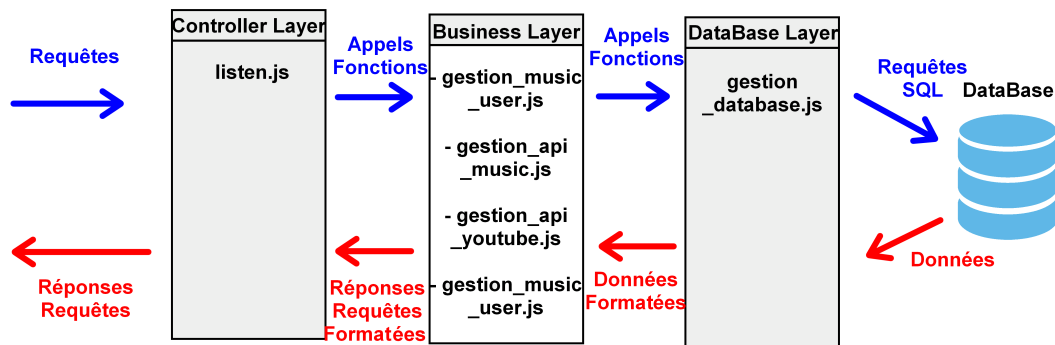 Controller Layer
listen.js
Requêtes
Réponses
Requêtes
Appels
Fonctions
Réponses
Requêtes
Formatées
Business Layer
- gestion_music
_user.js
- gestion_api
_music.js
- gestion_api
_youtube.js
- gestion_music
_user.js
Appels
Fonctions
Données
Formatées
DataBase Layer
gestion
_database.js
Requêtes
SQL
DataBase
Données